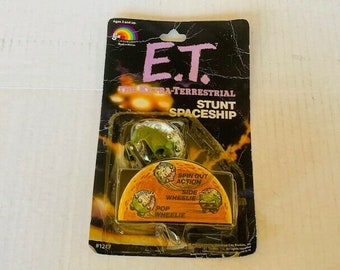 Ages 3 and up.
E.T.
THE EXTRA-TERRESTRIAL
STUNT
SPACESHIP
SPIN OUT
ACTION
SIDE
WHEELIE
POP
WHEELIE